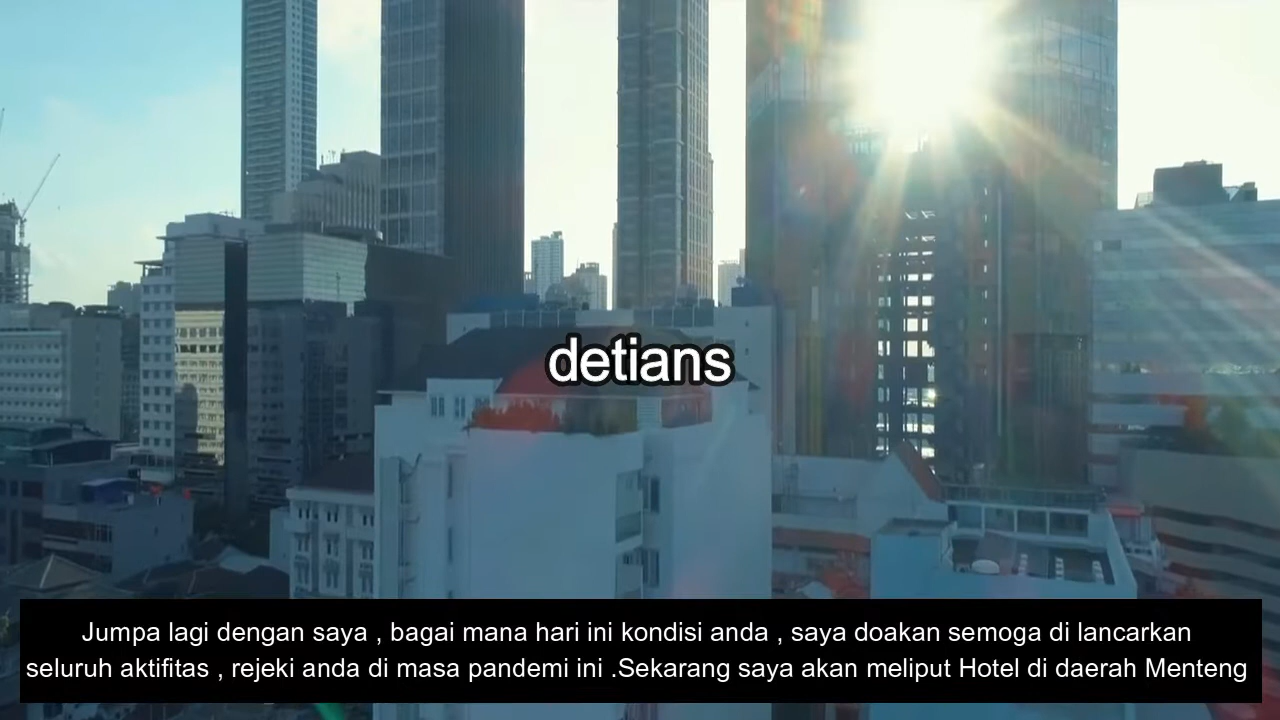 detians
Jumpa lagi dengan saya , bagai mana hari ini kondisi anda , saya doakan semoga di lancarkan
seluruh aktifitas , rejeki anda di masa pandemi ini .Sekarang saya akan meliput Hotel di daerah Menteng